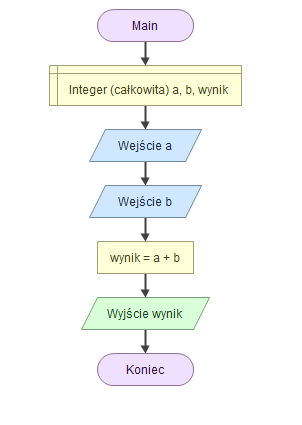 Main
Integer (całkowita) a, b, wynik
Wejście a
Wejście b
wynik = a + b
Wyjście wynik
Koniec